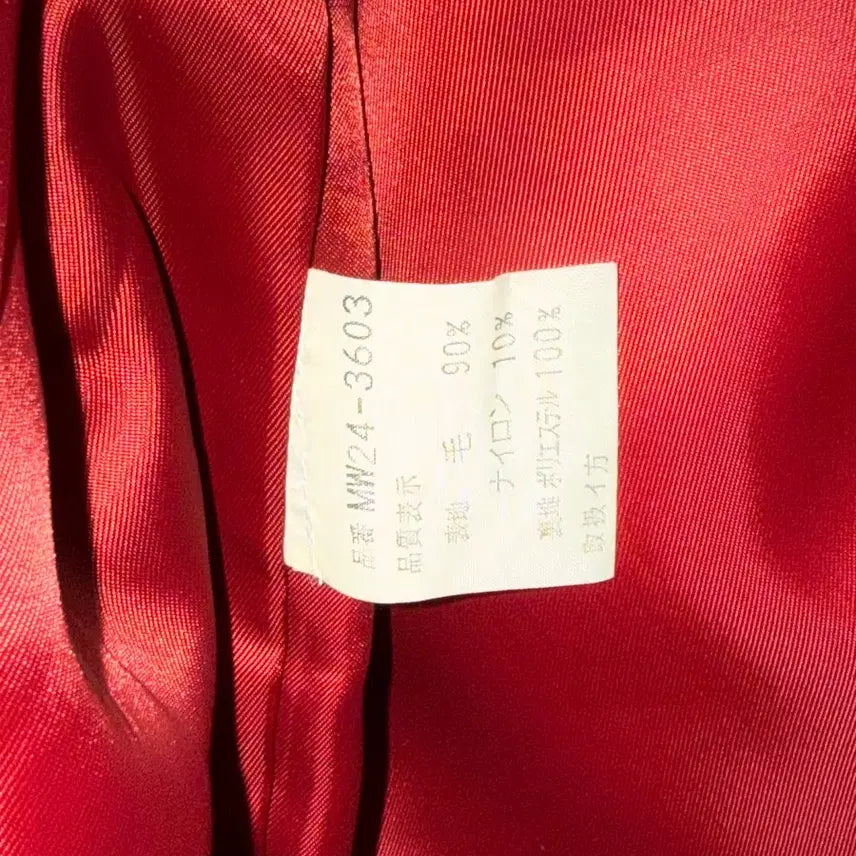 品番 MW24-3603
品質表示
表地 毛 90%
ナイロン 10%
裏地 ポリエステル 100%
取扱イ方